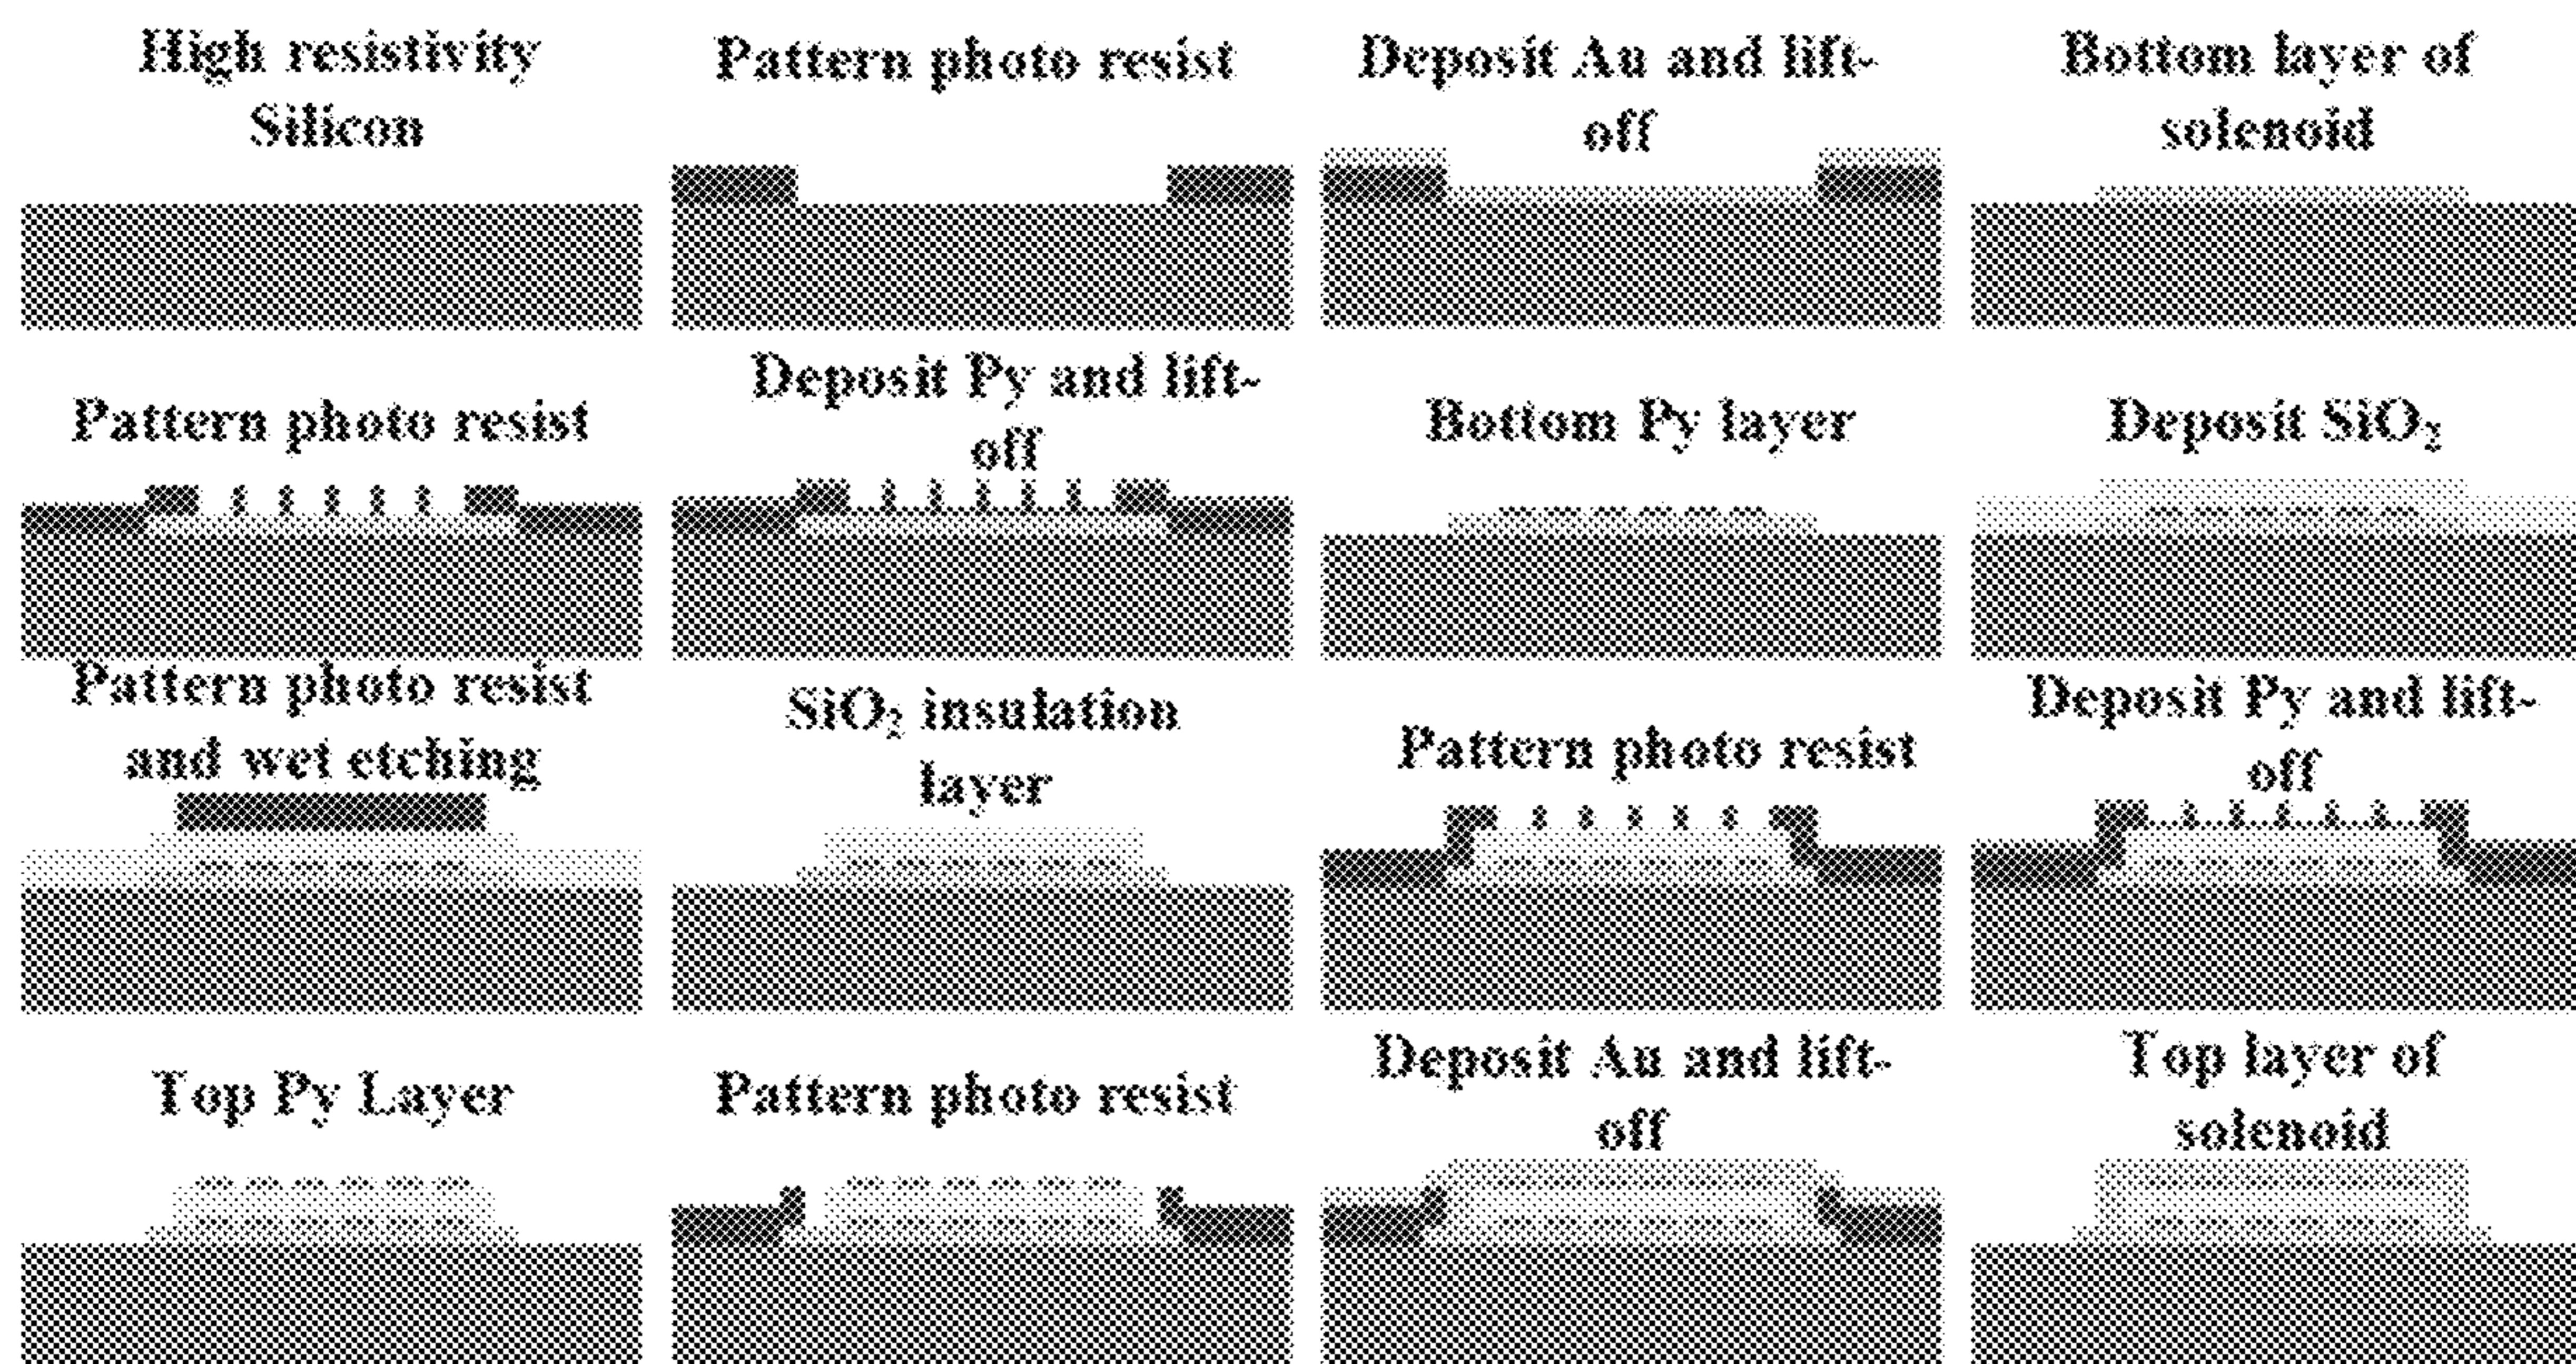 High resistivity
Silicon
Pattern photo resist
Deposit Au and lift-
off
Bottom layer of
solenoid
Pattern photo resist
Deposit Py and lift-
off
Bottom Py layer
Deposit SiO₂
Pattern photo resist
and wet etching
SiO₂ insulation
layer
Pattern photo resist
Deposit Py and lift-
off
Top Py Layer
Pattern photo resist
Deposit Au and lift-
off
Top layer of
solenoid